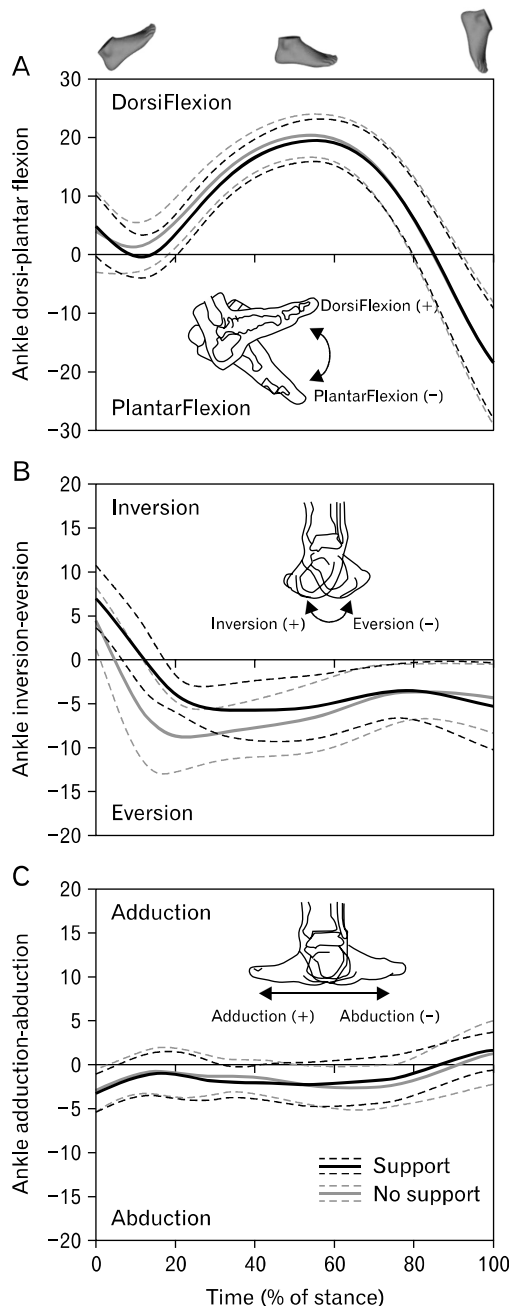 A
30
DorsiFlexion
20
10
0
-10
-20
-30
Ankle dorsi-plantar flexion
DorsiFlexion (+)
PlantarFlexion (-)
PlantarFlexion
B
20
Inversion
15
10
5
0
-5
-10
-15
-20
Ankle inversion-eversion
Inversion (+) Eversion (-)
Eversion
C
20
Adduction
15
10
5
0
-5
-10
-15
-20
Ankle adduction-abduction
Adduction (+) Abduction (-)
Support
No support
Abduction
0 20 40 60 80 100
Time (% of stance)